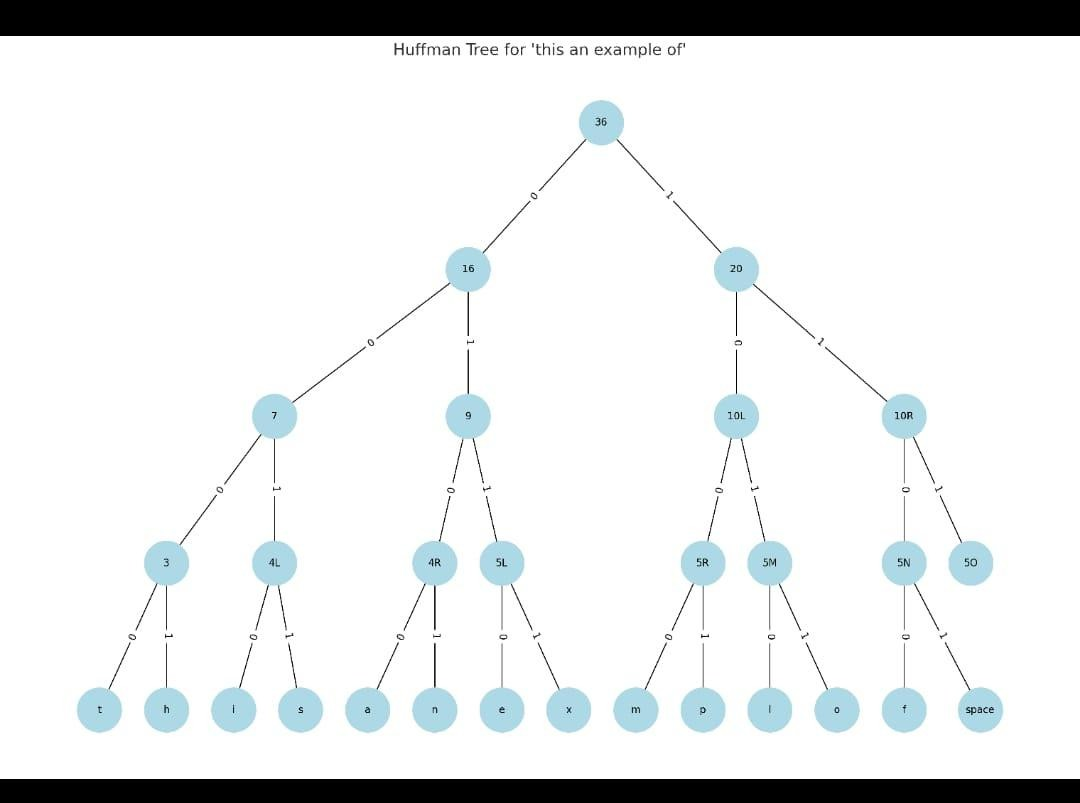 Huffman Tree for 'this an example of'
36
0 1
16 20
0 1 0 1
7 9 10L 10R
0 1 0 1 0 1 0 1
3 4L 4R 5L 5R 5M 5N 5O
0 1 0 1 0 1 0 1 0 1 0 1 0 1
t h i s a n e x m p l o f space